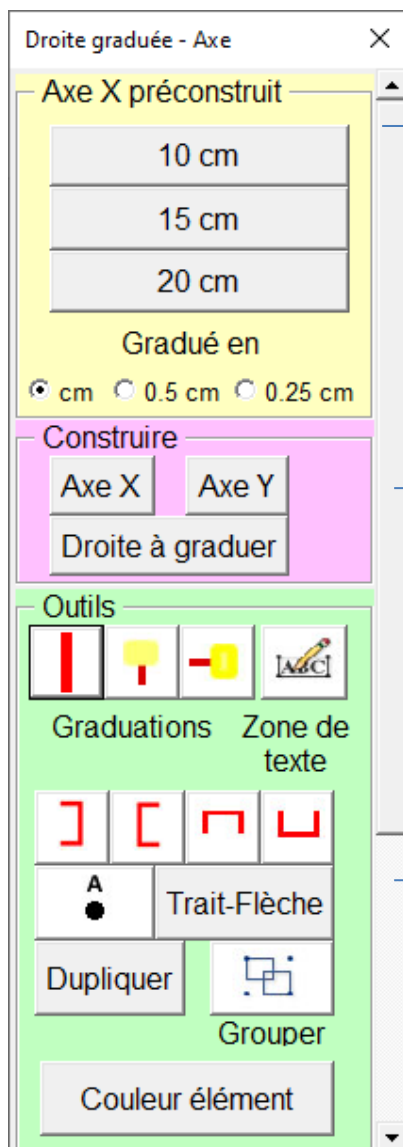 Droite graduée - Axe
Axe X préconstruit
10 cm
15 cm
20 cm
Gradué en
cm 0.5 cm 0.25 cm
Construire
Axe X Axe Y
Droite à graduer
Outils
ABC
Graduations Zone de
texte
A
Trait-Flèche
Dupliquer
Grouper
Couleur élément